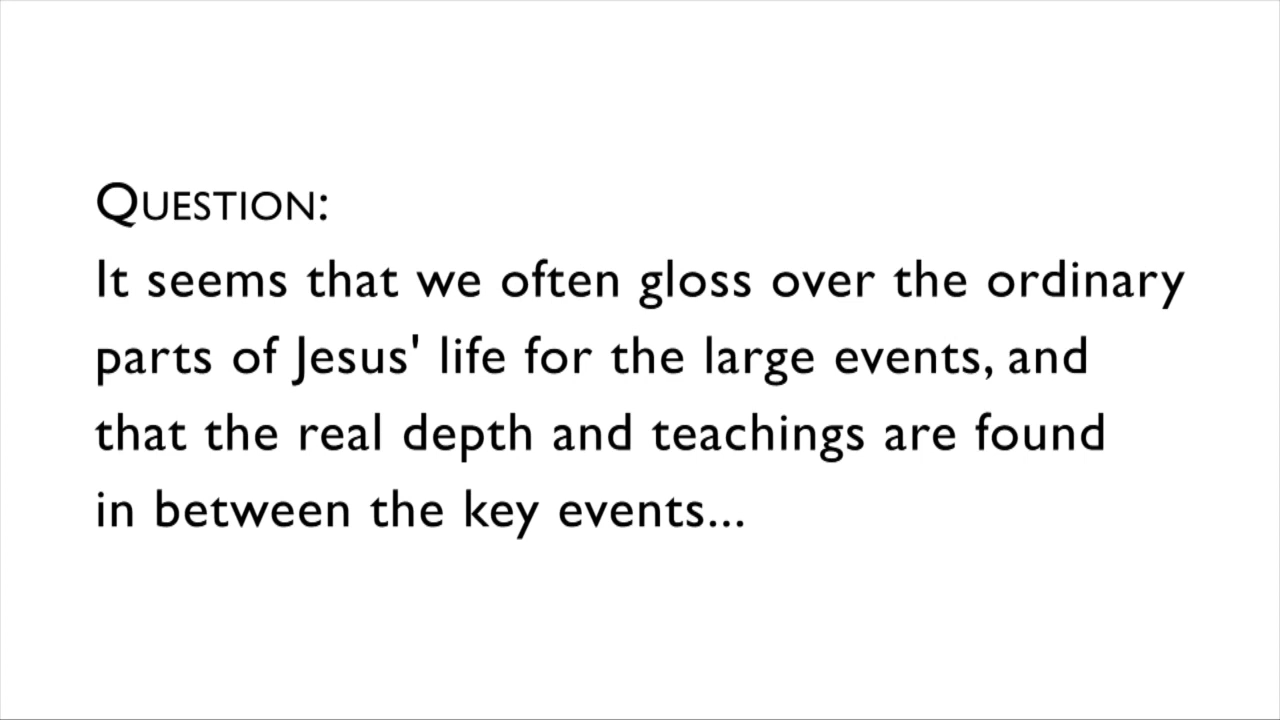 QUESTION:
It seems that we often gloss over the ordinary
parts of Jesus' life for the large events, and
that the real depth and teachings are found
in between the key events...